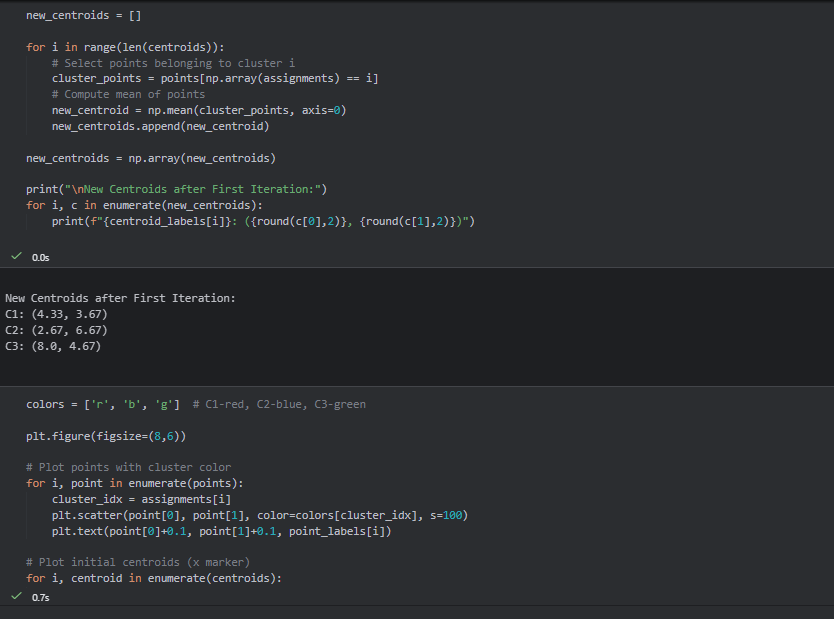 new_centroids = []
for i in range(len(centroids)):
# Select points belonging to cluster i
cluster_points = points[np.array(assignments) == i]
# Compute mean of points
new_centroid = np.mean(cluster_points, axis=0)
new_centroids.append(new_centroid)
new_centroids = np.array(new_centroids)
print("\nNew Centroids after First Iteration:")
for i, c in enumerate(new_centroids):
print(f"{centroid_labels[i]}: ({round(c[0],2)}, {round(c[1],2)})")
0.0s
New Centroids after First Iteration:
C1: (4.33, 3.67)
C2: (2.67, 6.67)
C3: (8.0, 4.67)
colors = ['r', 'b', 'g']  # C1-red, C2-blue, C3-green
plt.figure(figsize=(8,6))
# Plot points with cluster color
for i, point in enumerate(points):
cluster_idx = assignments[i]
plt.scatter(point[0], point[1], color=colors[cluster_idx], s=100)
plt.text(point[0]+0.1, point[1]+0.1, point_labels[i])
# Plot initial centroids (x marker)
for i, centroid in enumerate(centroids):
0.7s